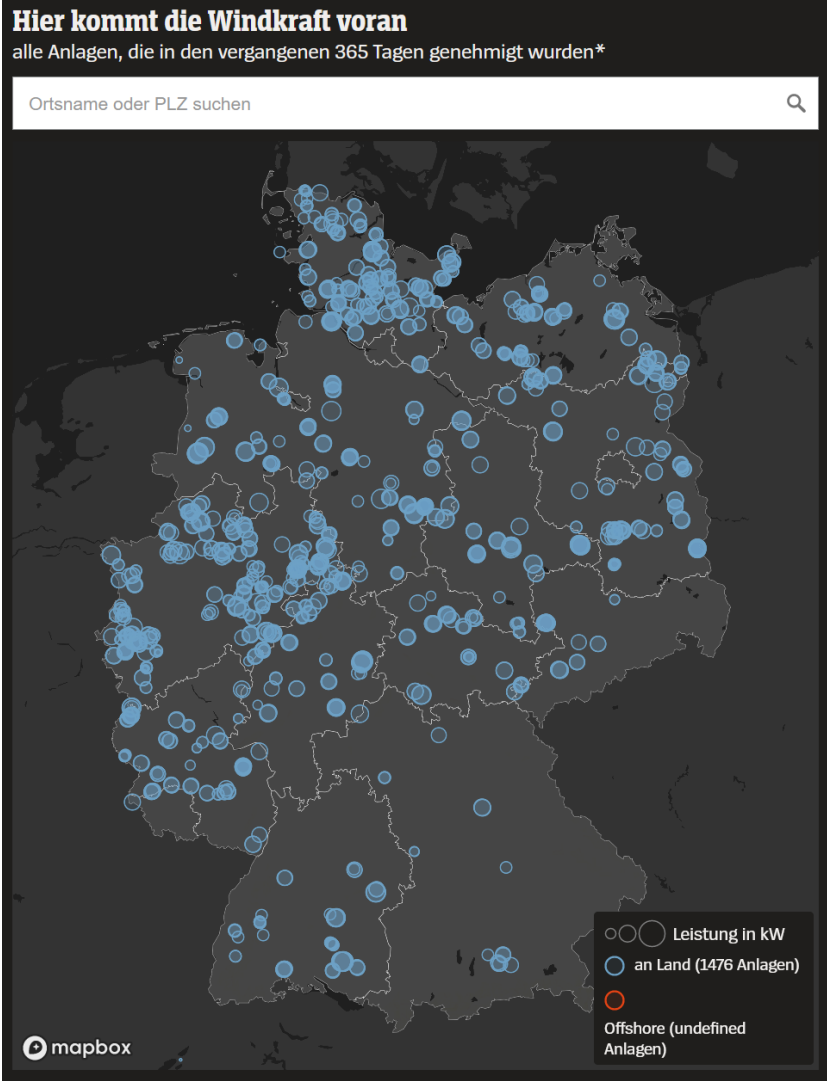 Hier kommt die Windkraft voran
alle Anlagen, die in den vergangenen 365 Tagen genehmigt wurden*
Ortsname oder PLZ suchen
Leistung in kW
an Land (1476 Anlagen)
Offshore (undefined
Anlagen)
mapbox